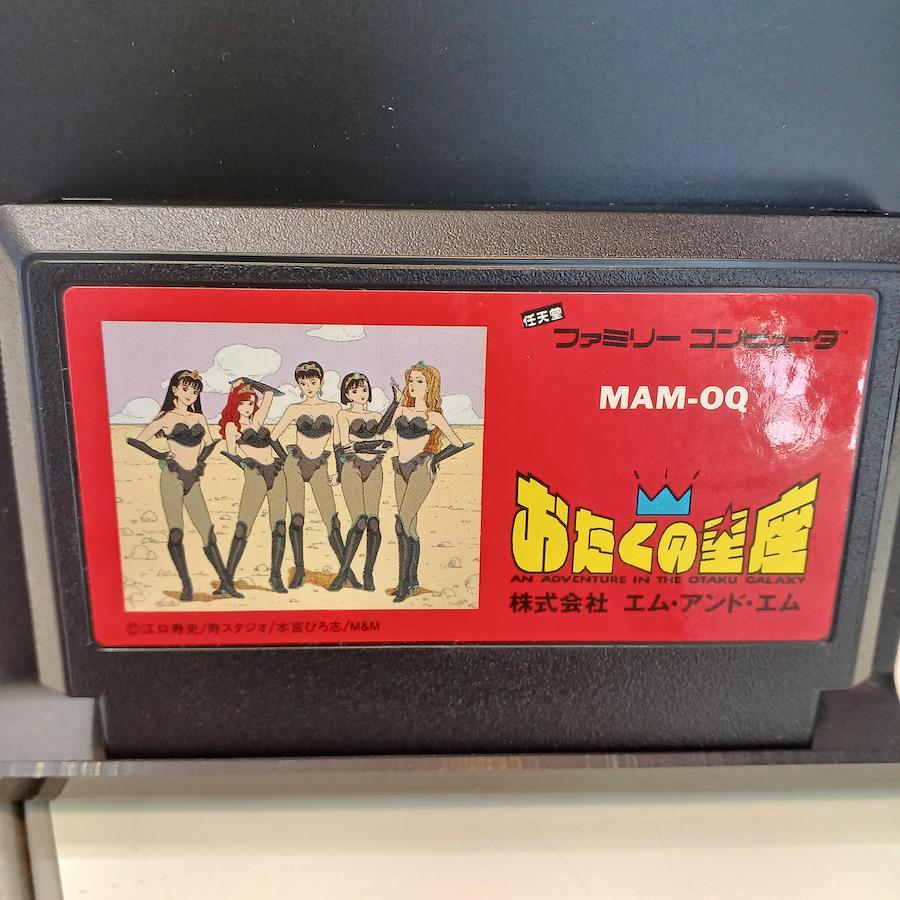 任天堂
ファミリー コンピュータ™
MAM-OQ
おたくの星座
AN ADVENTURE IN THE OTAKU GALAXY
株式会社 エム・アンド・エム
©江口寿史/寿スタジオ/本宮ひろ志/M&M